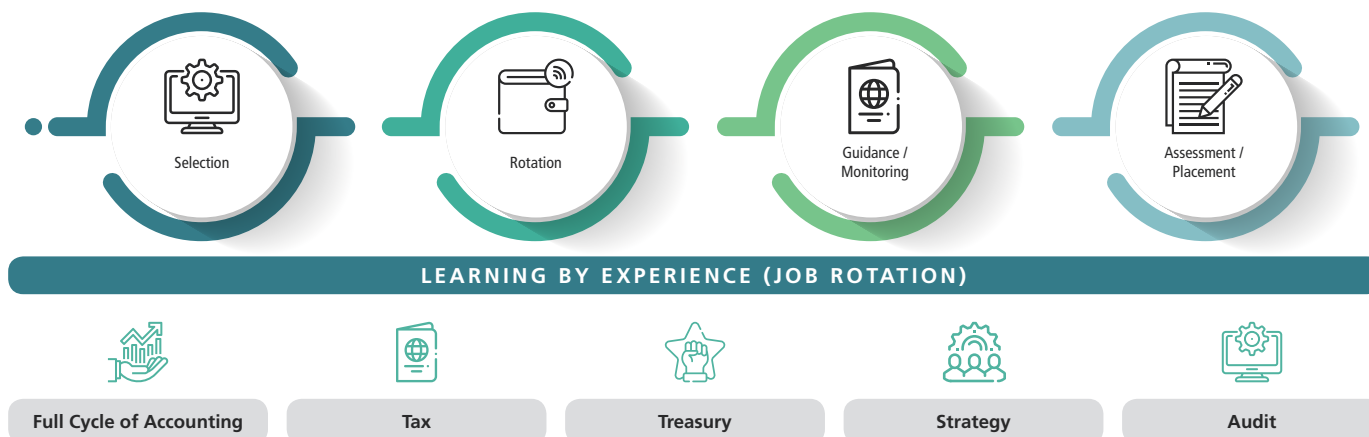 Selection
Rotation
Guidance /
Monitoring
Assessment /
Placement
LEARNING BY EXPERIENCE (JOB ROTATION)
Full Cycle of Accounting
Tax
Treasury
Strategy
Audit